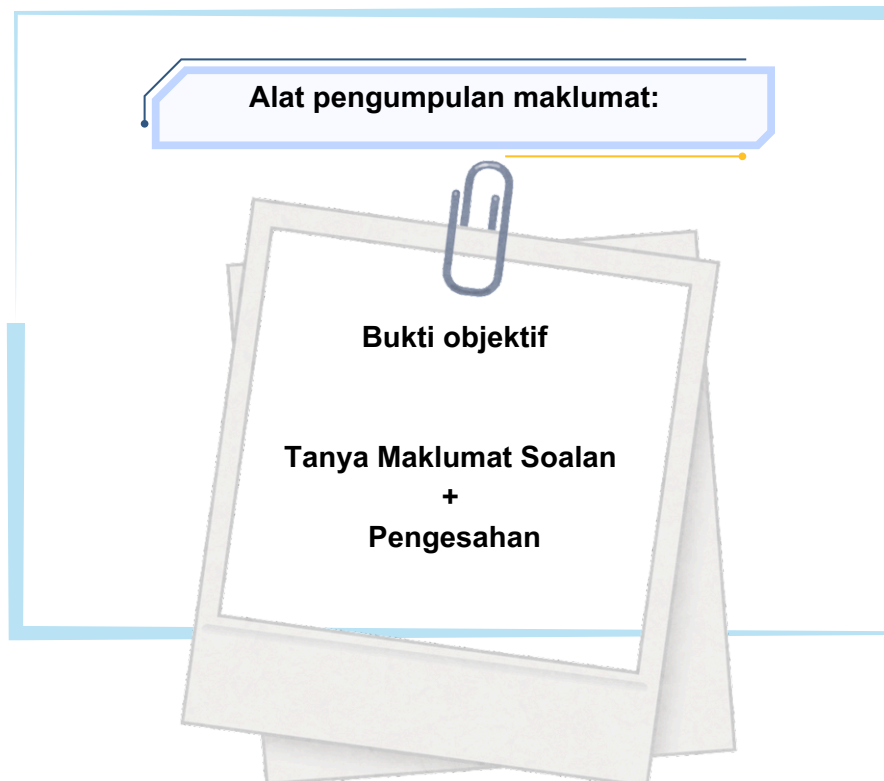 Alat pengumpulan maklumat:
Bukti objektif
Tanya Maklumat Soalan
+
Pengesahan